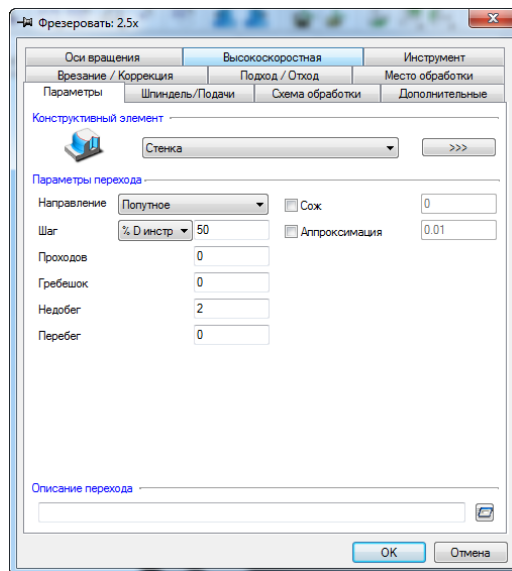 Фрезеровать: 2.5x
Оси вращения Высокоскоростная Инструмент
Врезание / Коррекция Подход / Отход Место обработки
Параметры Шпиндель/Подачи Схема обработки Дополнительные
Конструктивный элемент
Стенка >>>
Параметры перехода
Направление Попутное Сож 0
Шаг % D инстр 50 Аппроксимация 0.01
Проходов 0
Гребешок 0
Недобег 2
Перебег 0
Описание перехода
OK Отмена